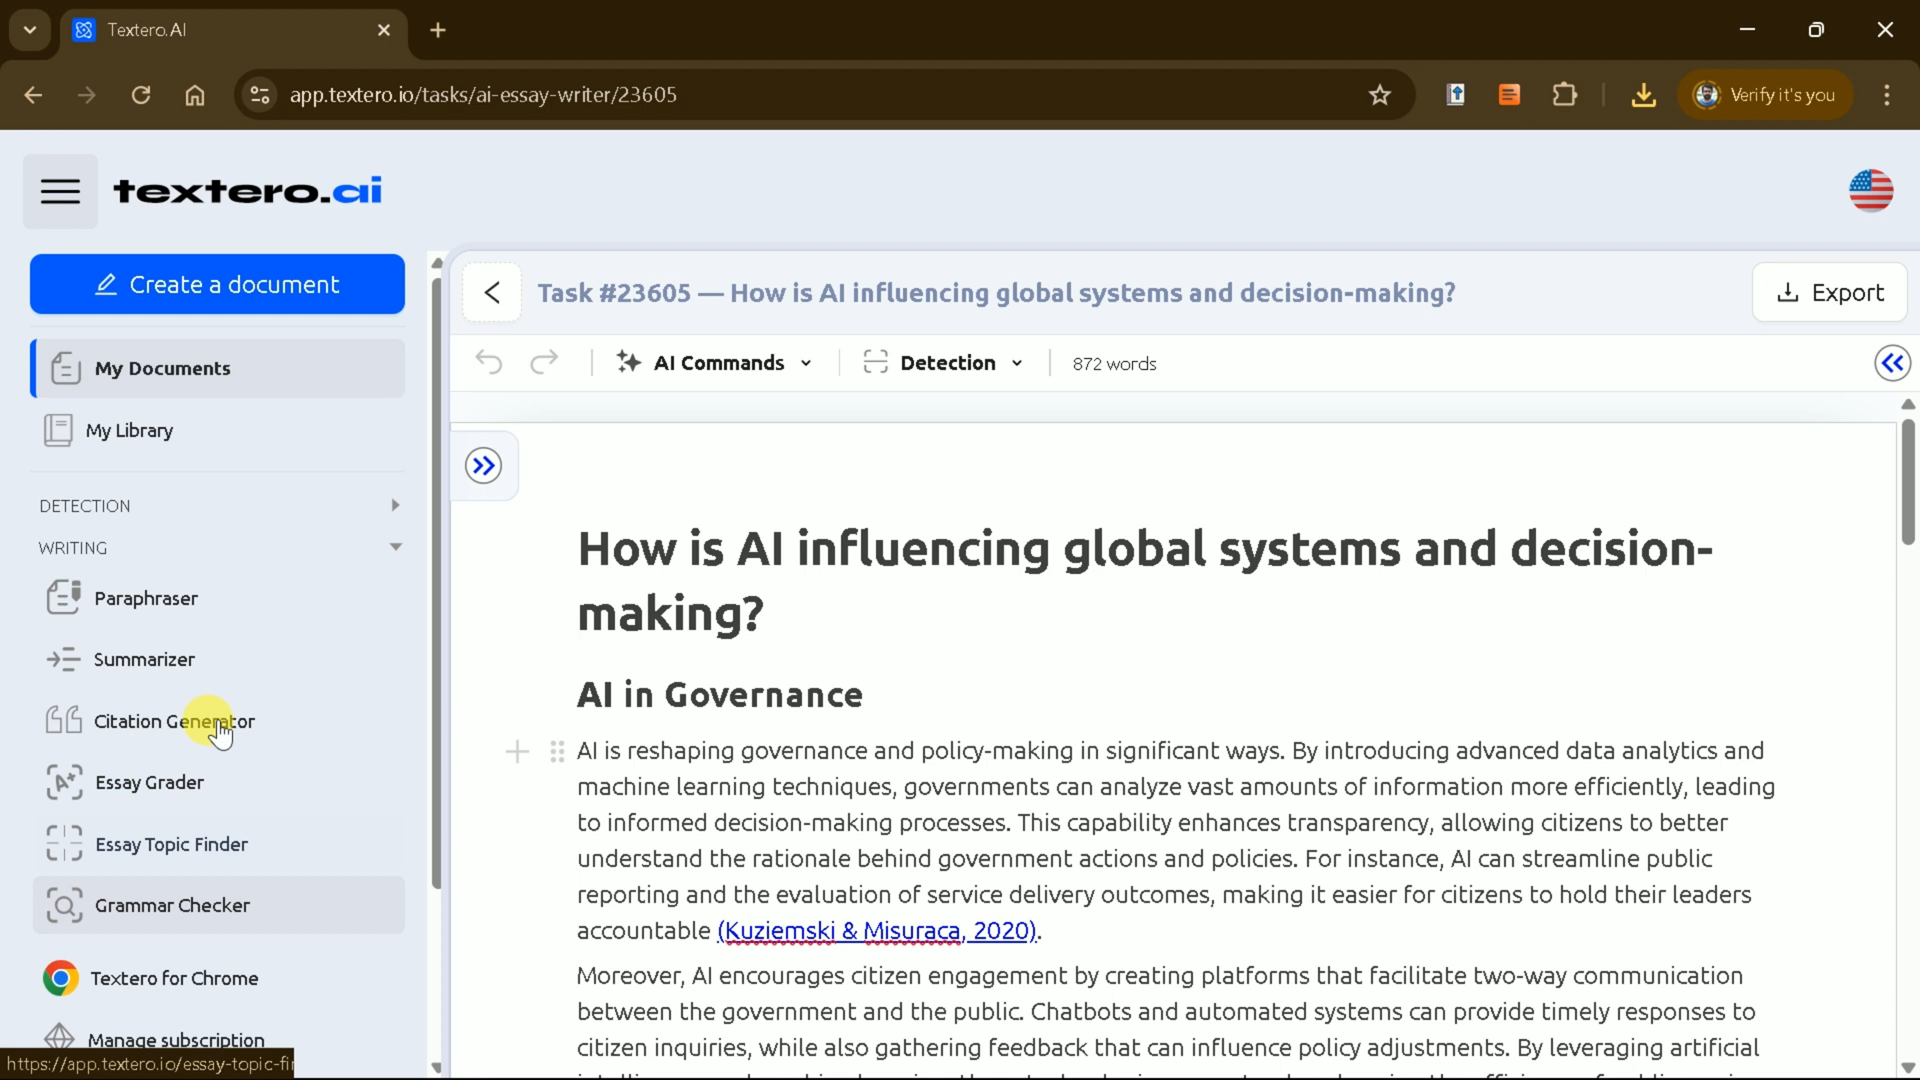 Textero.AI
app.textero.io/tasks/ai-essay-writer/23605
Verify it's you
textero.ai
Create a document
Task #23605 — How is AI influencing global systems and decision-making?
Export
My Documents
AI Commands
Detection
872 words
My Library
DETECTION
WRITING
Paraphraser
Summarizer
Citation Generator
Essay Grader
Essay Topic Finder
Grammar Checker
Textero for Chrome
Manage subscription
https://app.textero.io/essay-topic-fi
How is AI influencing global systems and decision-
making?
AI in Governance
AI is reshaping governance and policy-making in significant ways. By introducing advanced data analytics and
machine learning techniques, governments can analyze vast amounts of information more efficiently, leading
to informed decision-making processes. This capability enhances transparency, allowing citizens to better
understand the rationale behind government actions and policies. For instance, AI can streamline public
reporting and the evaluation of service delivery outcomes, making it easier for citizens to hold their leaders
accountable (Kuziemski & Misuraca, 2020).
Moreover, AI encourages citizen engagement by creating platforms that facilitate two-way communication
between the government and the public. Chatbots and automated systems can provide timely responses to
citizen inquiries, while also gathering feedback that can influence policy adjustments. By leveraging artificial